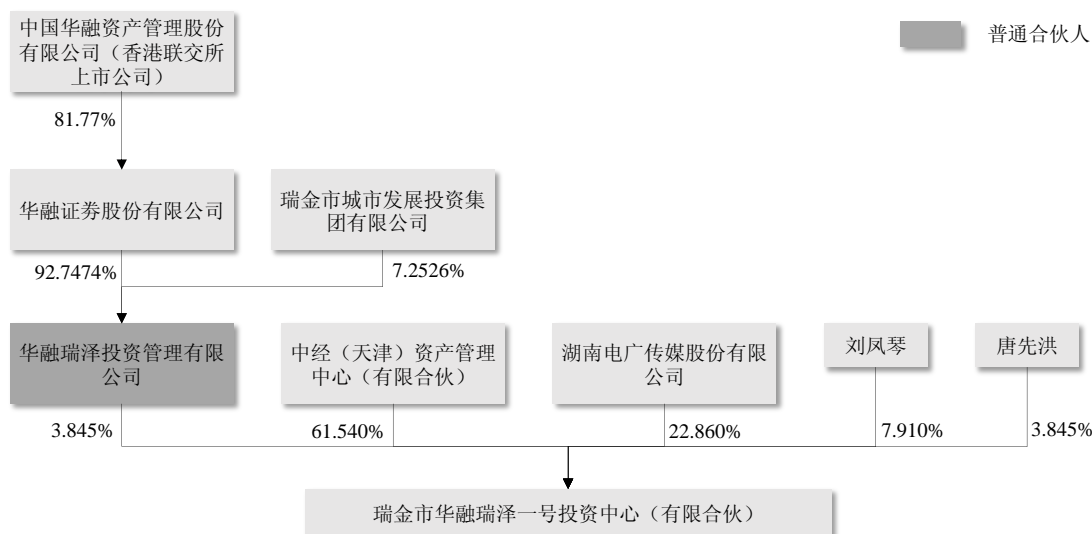 中国华融资产管理股份
有限公司（香港联交所
上市公司）
普通合伙人
81.77%
华融证券股份有限公司
瑞金市城市发展投资集
团有限公司
92.7474%
7.2526%
华融瑞泽投资管理有限
公司
中经（天津）资产管理
中心（有限合伙）
湖南电广传媒股份有限
公司
刘凤琴
唐先洪
3.845%
61.540%
22.860%
7.910%
3.845%
瑞金市华融瑞泽一号投资中心（有限合伙）